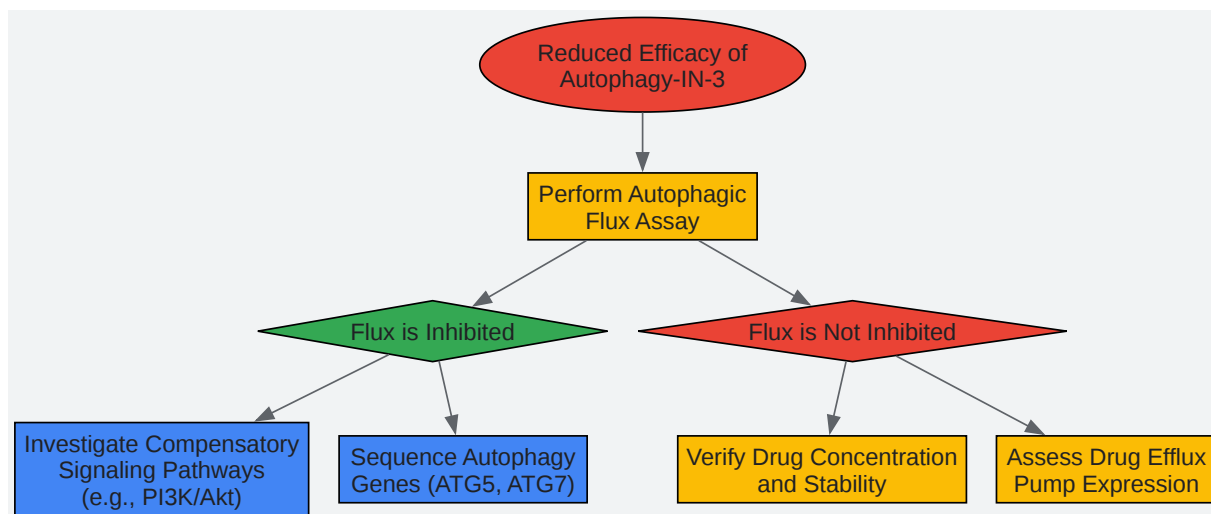 Reduced Efficacy of
Autophagy-IN-3
Perform Autophagic
Flux Assay
Flux is Inhibited
Flux is Not Inhibited
Investigate Compensatory
Signaling Pathways
(e.g., PI3K/Akt)
Sequence Autophagy
Genes (ATG5, ATG7)
Verify Drug Concentration
and Stability
Assess Drug Efflux
Pump Expression